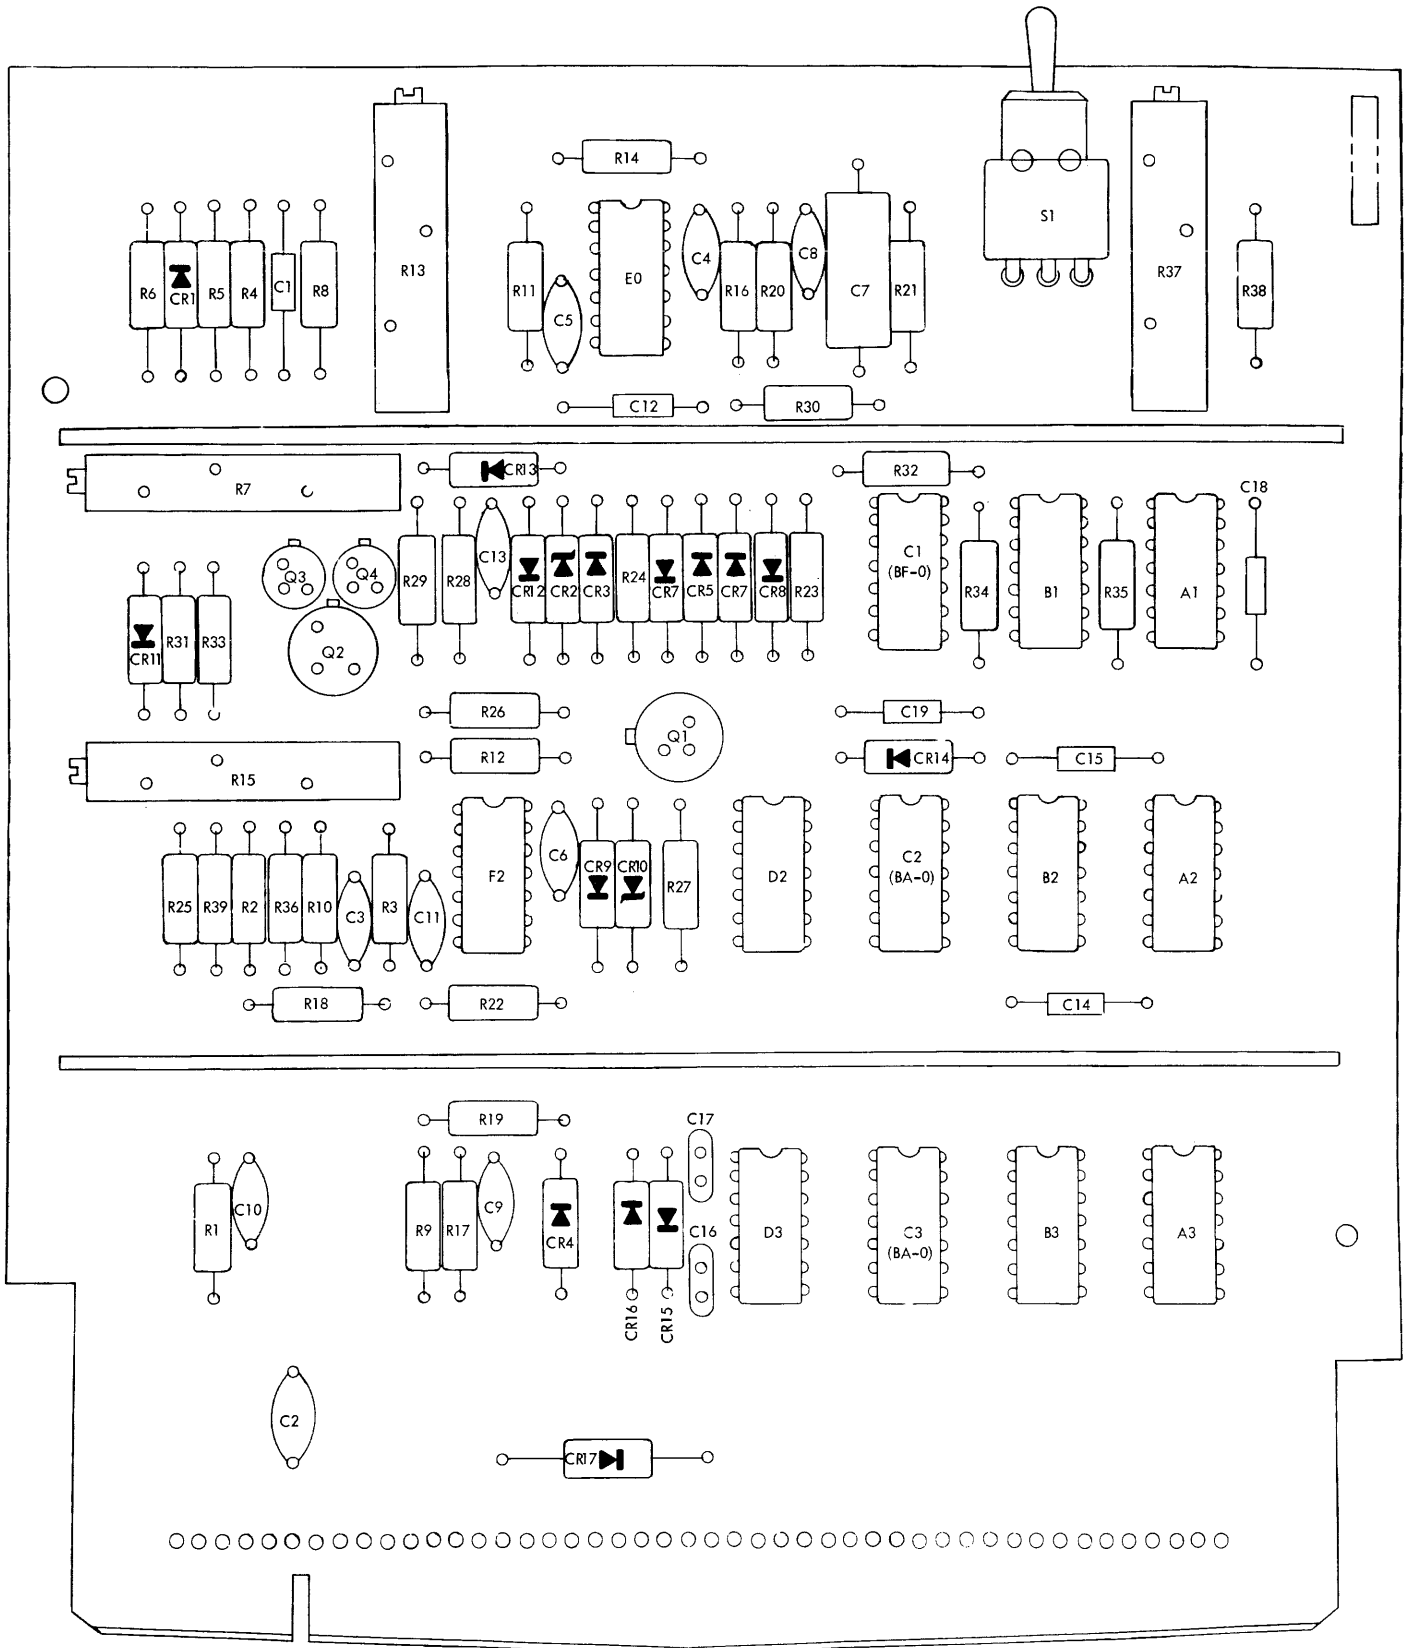 R14
S1
R6
CR1
R5
R4
C1
R8
R13
R11
C5
E0
C4
R16
R20
C8
C7
R21
R37
R38
C12
R30
R7
CR13
R32
C18
Q3
Q4
R29
R28
C13
CR12
CR2
CR3
R24
CR7
CR5
CR7
CR8
R23
C1
(BF-0)
R34
B1
R35
A1
CR11
R31
R33
Q2
R26
Q1
C19
R12
CR14
C15
R15
R25
R39
R2
R36
R10
C3
R3
C11
F2
C6
CR9
CR10
R27
D2
C2
(BA-0)
B2
A2
R18
R22
C14
R19
C17
R1
C10
R9
R17
C9
CR4
C16
D3
C3
(BA-0)
B3
A3
CR16
CR15
C2
CR17